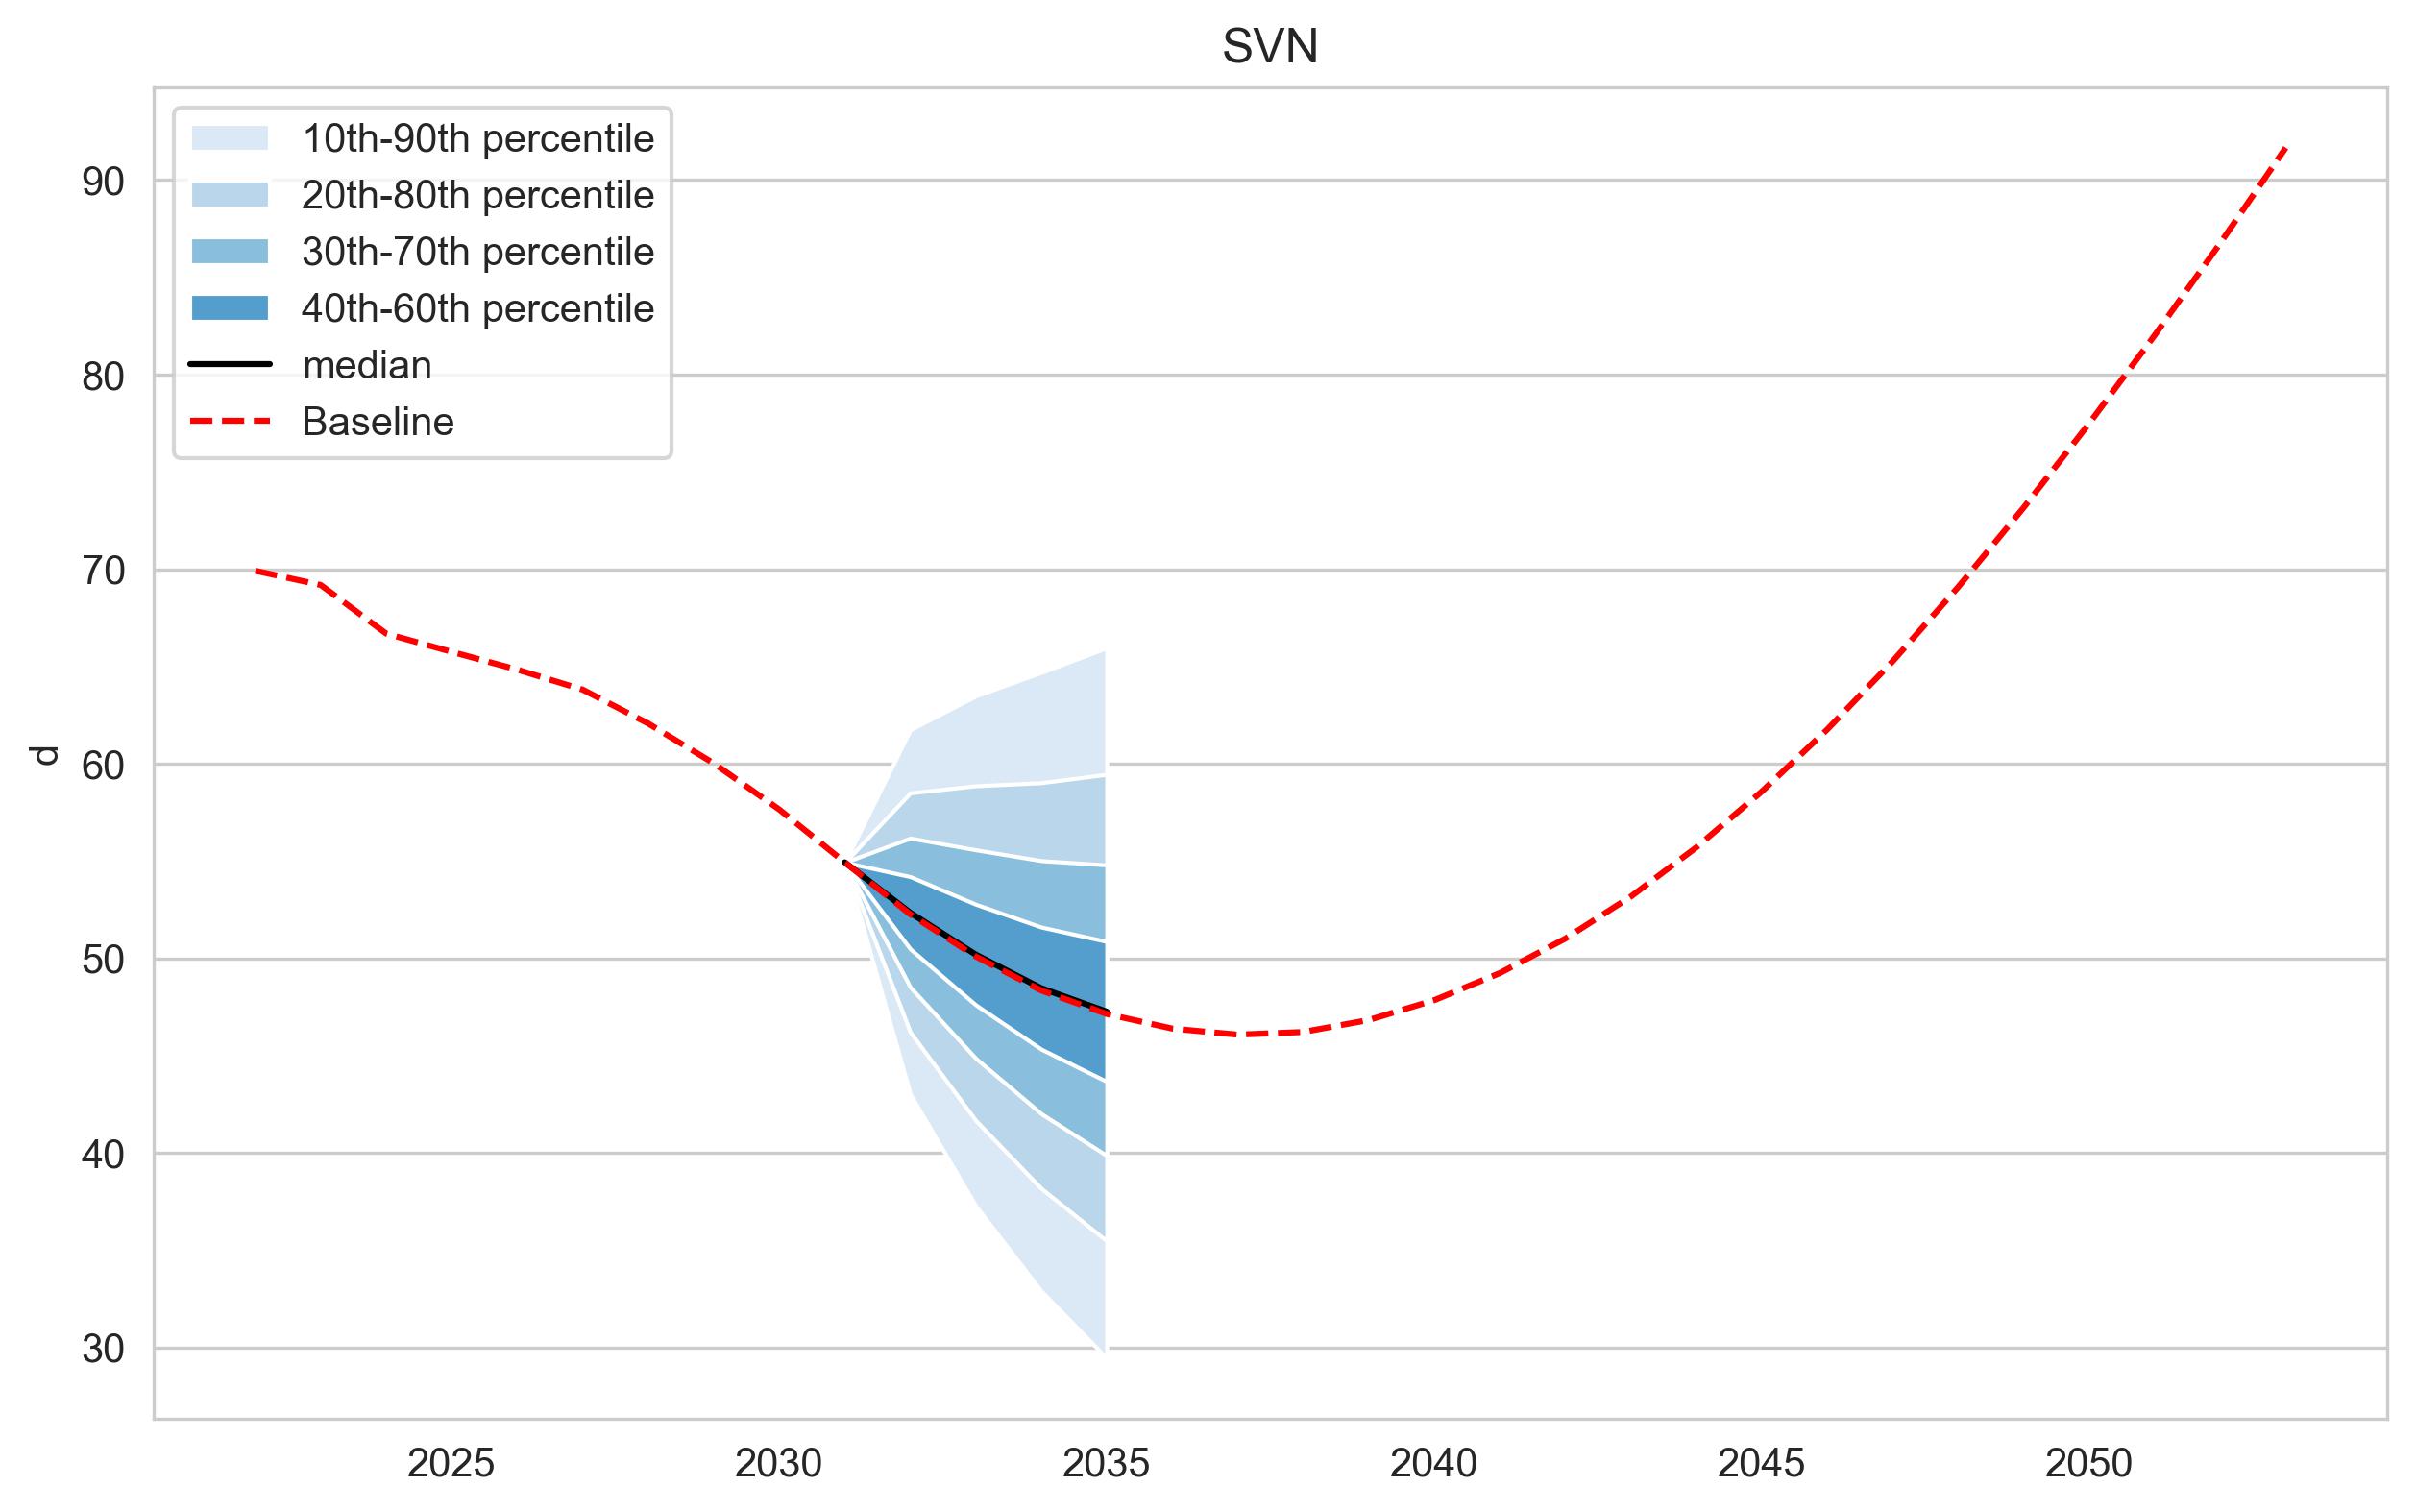 SVN
10th-90th percentile
20th-80th percentile
30th-70th percentile
40th-60th percentile
median
Baseline
d
90
80
70
60
50
40
30
2025 2030 2035 2040 2045 2050